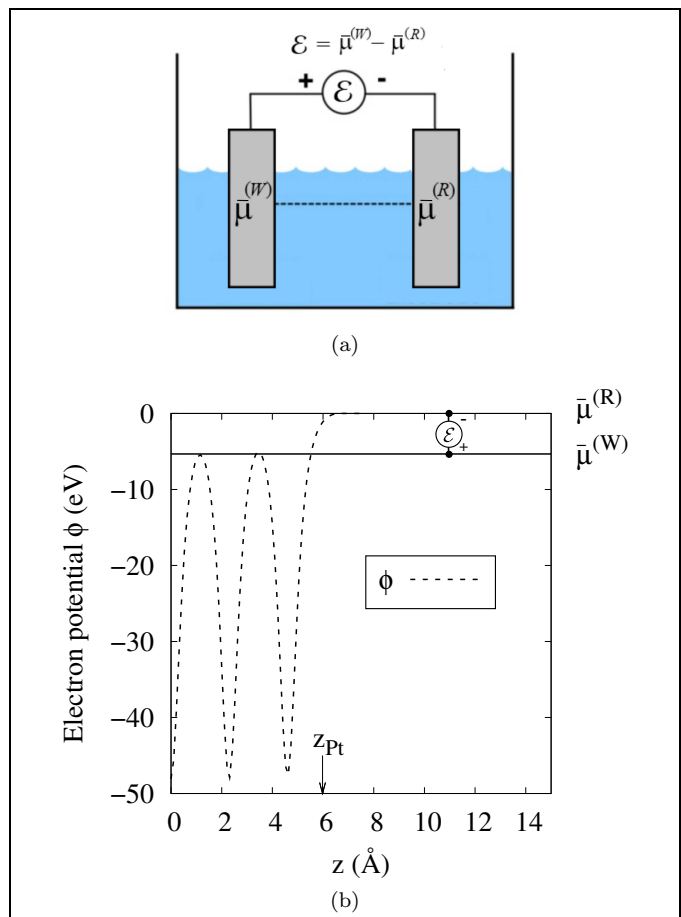 ℰ = μ̄^(W) − μ̄^(R)
+ ℰ -
μ̄^(W) μ̄^(R)
(a)
0
−10
−20
−30
−40
−50
Electron potential ϕ (eV)
μ̄^(R)
-
ℰ
+
μ̄^(W)
ϕ
z_Pt
0 2 4 6 8 10 12 14
z (Å)
(b)